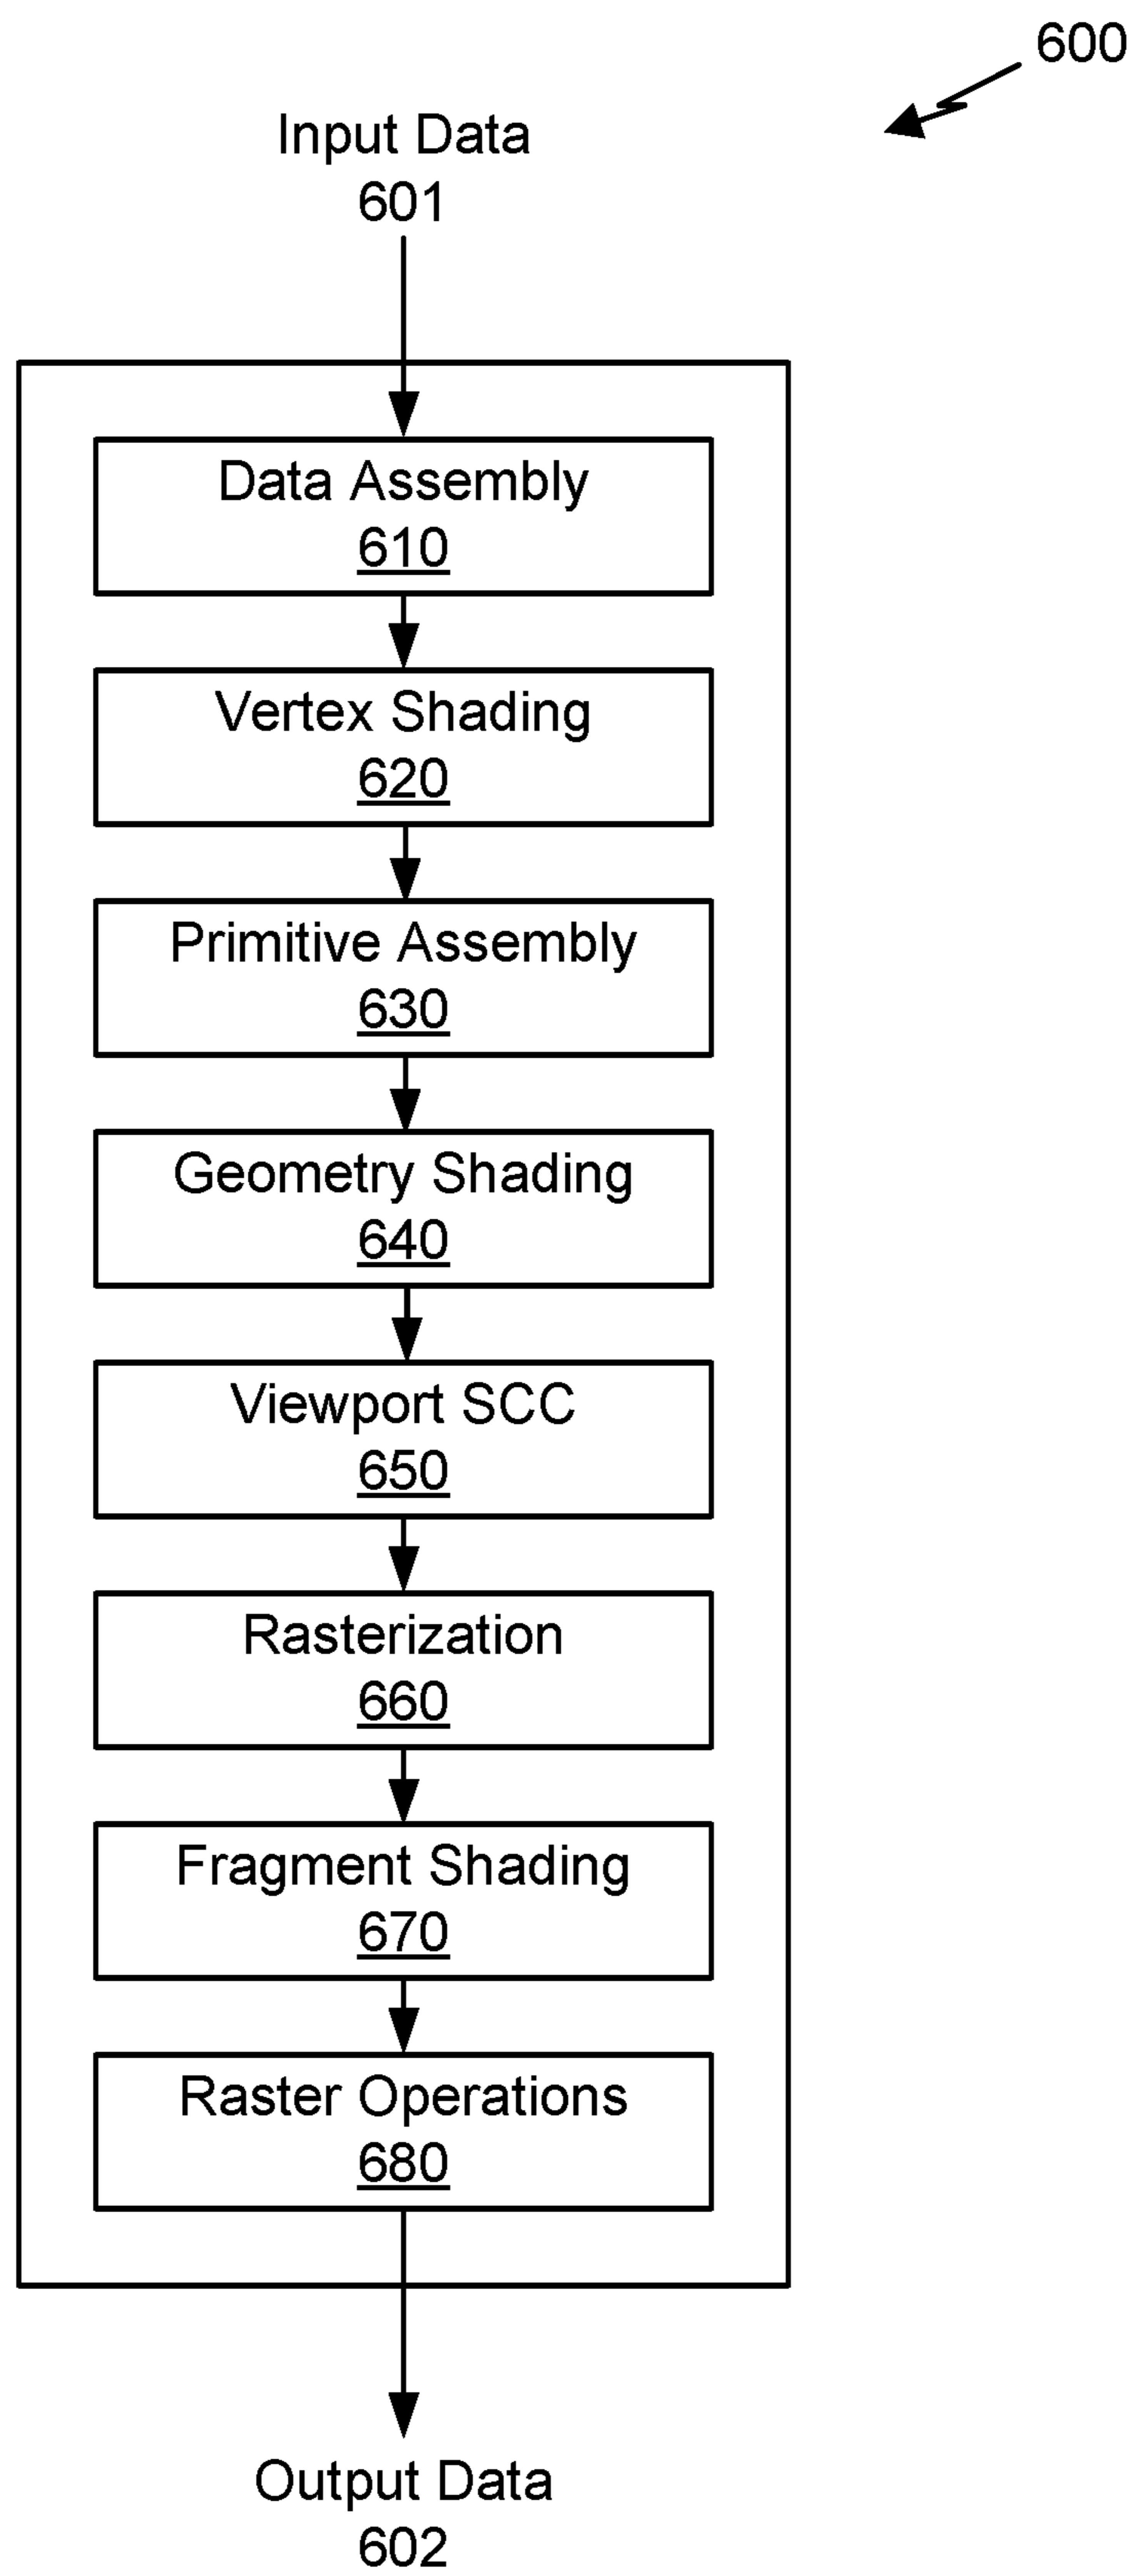 600
Input Data
601
Data Assembly
610
Vertex Shading
620
Primitive Assembly
630
Geometry Shading
640
Viewport SCC
650
Rasterization
660
Fragment Shading
670
Raster Operations
680
Output Data
602